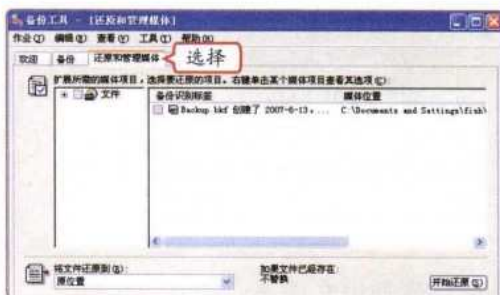 备份工具 - [还原和管理媒体]
作业(J) 编辑(E) 查看(V) 工具(T) 帮助(H)
欢迎 备份 还原和管理媒体 选择
扩展所需的媒体项目，选择要还原的项目。右键单击某个媒体项目查看其选项(C):
文件
备份识别标签 媒体位置
Backup.bkf 创建了 2007-6-13， ... C:\Documents and Settings\fish\
将文件还原到(R): 如果文件已经存在:
原位置 不替换
开始还原(S)